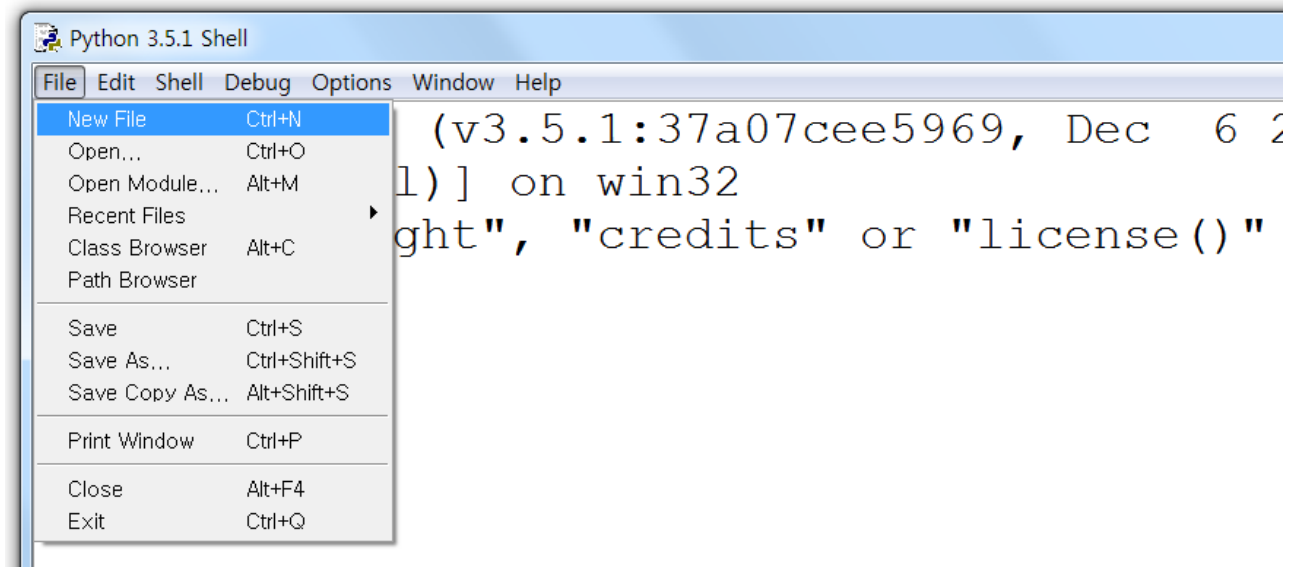 Python 3.5.1 Shell
File Edit Shell Debug Options Window Help
New File Ctrl+N
Open... Ctrl+O
Open Module... Alt+M
Recent Files
Class Browser Alt+C
Path Browser
Save Ctrl+S
Save As... Ctrl+Shift+S
Save Copy As... Alt+Shift+S
Print Window Ctrl+P
Close Alt+F4
Exit Ctrl+Q
(v3.5.1:37a07cee5969, Dec 6 2
l)] on win32
ght", "credits" or "license()"